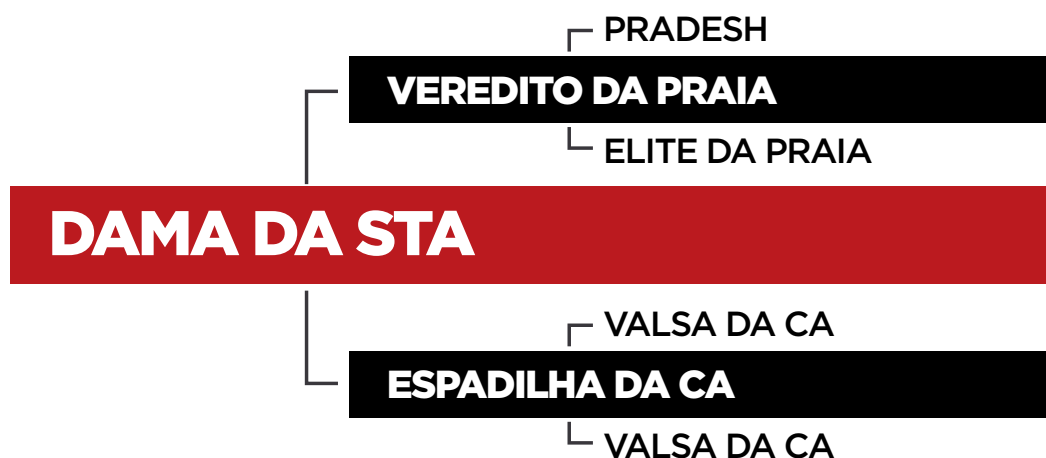 PRADESH
VEREDITO DA PRAIA
ELITE DA PRAIA
DAMA DA STA
VALSA DA CA
ESPADILHA DA CA
VALSA DA CA